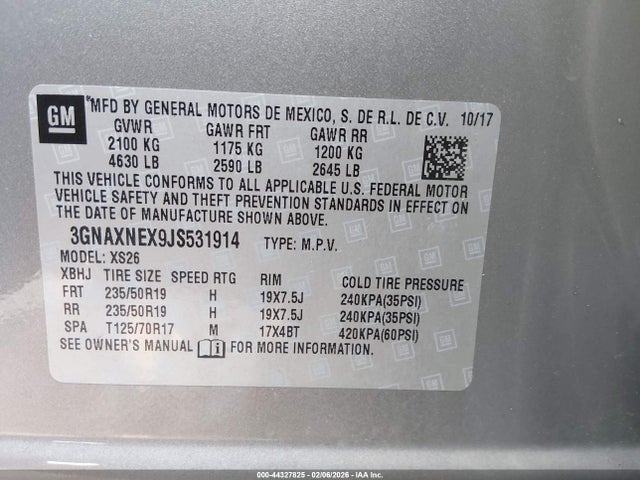 GM
*MFD BY GENERAL MOTORS DE MEXICO, S. DE R.L. DE C.V. 10/17
GVWR GAWR FRT GAWR RR
2100 KG 1175 KG 1200 KG
4630 LB 2590 LB 2645 LB
THIS VEHICLE CONFORMS TO ALL APPLICABLE U.S. FEDERAL MOTOR
VEHICLE SAFETY AND THEFT PREVENTION STANDARDS IN EFFECT ON
THE DATE OF MANUFACTURE SHOWN ABOVE.
3GNAXNEX9JS531914 TYPE: M.P.V.
MODEL: XS26
XBHJ TIRE SIZE SPEED RTG RIM COLD TIRE PRESSURE
FRT 235/50R19 H 19X7.5J 240KPA(35PSI)
RR 235/50R19 H 19X7.5J 240KPA(35PSI)
SPA T125/70R17 M 17X4BT 420KPA(60PSI)
SEE OWNER'S MANUAL FOR MORE INFORMATION.
000-44327825 - 02/06/2026 - IAA Inc.